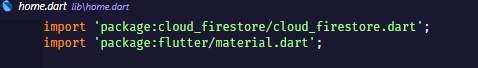 home.dart lib\home.dart
import 'package:cloud_firestore/cloud_firestore.dart';
import 'package:flutter/material.dart';